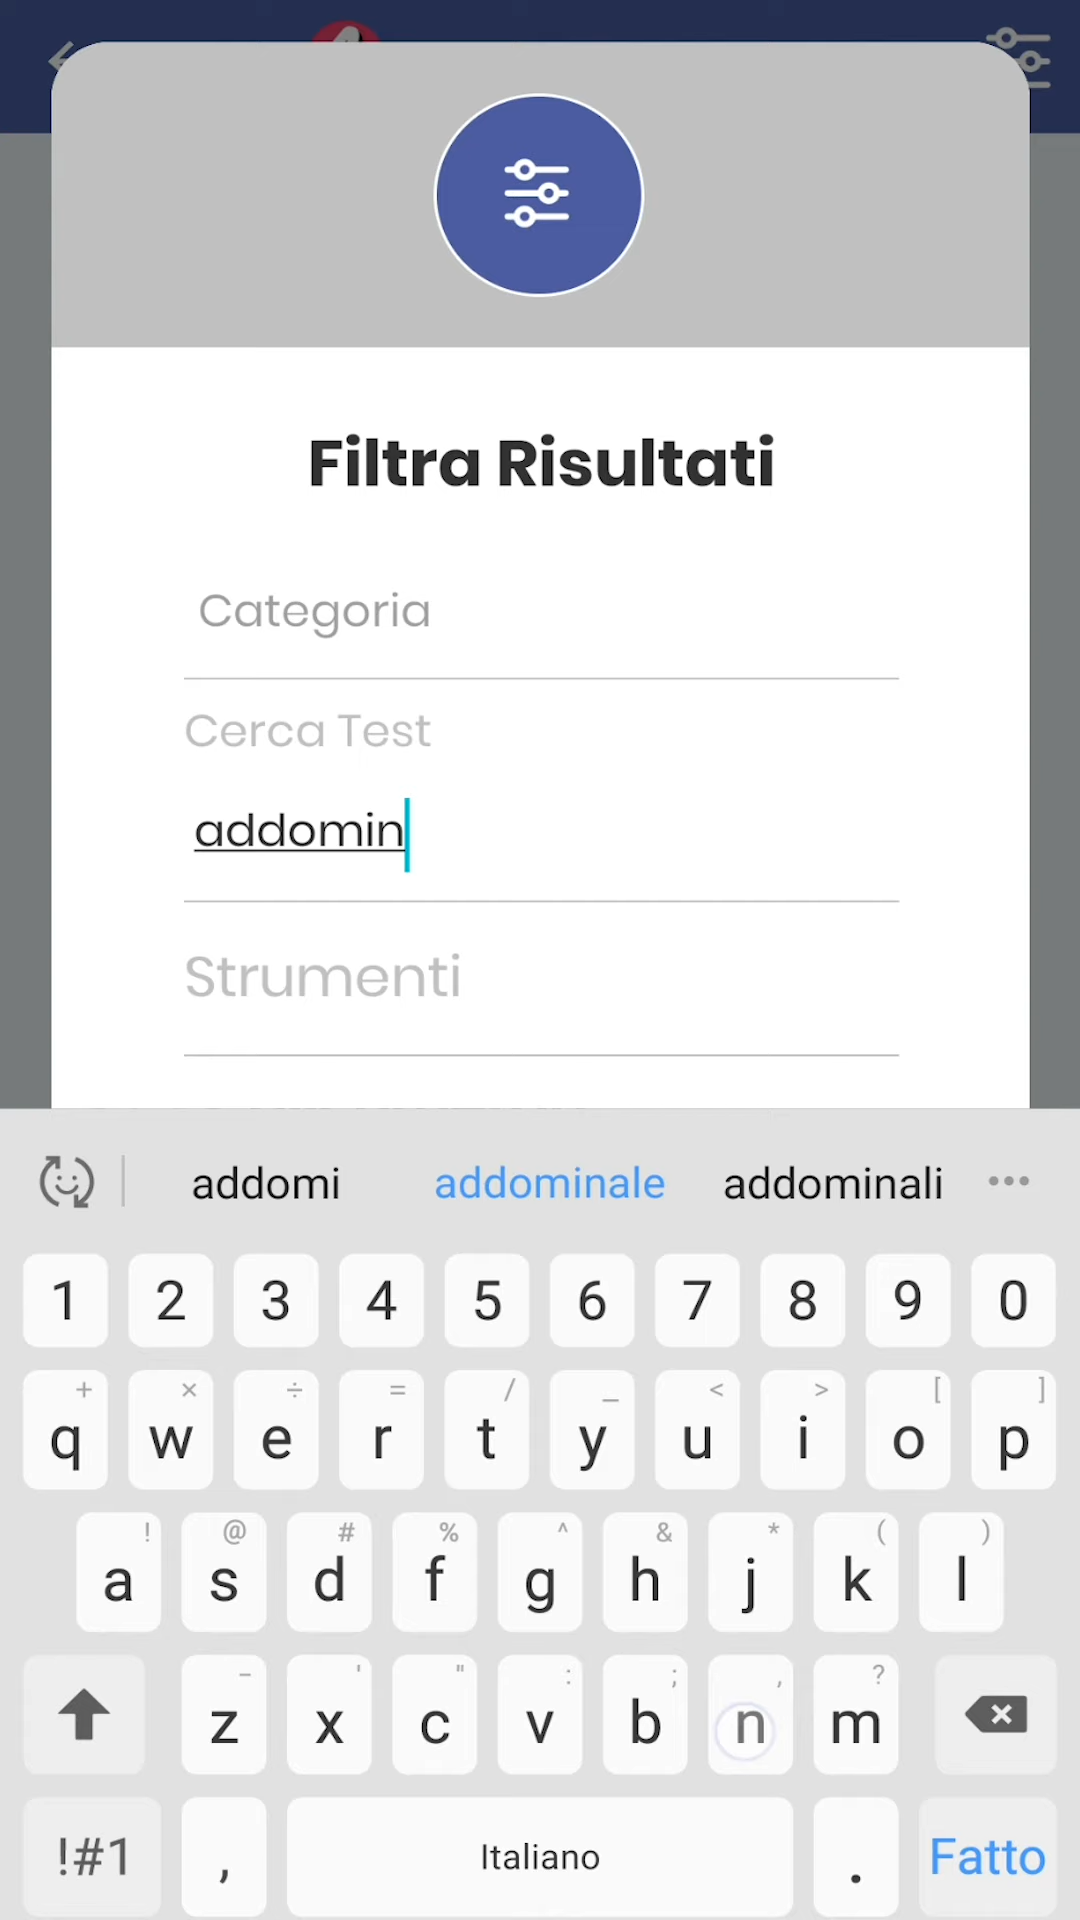 Filtra Risultati
Categoria
Cerca Test
addomin
Strumenti
addomi addominale addominali
1 2 3 4 5 6 7 8 9 0
+ × ÷ = / _ < > [ ]
q w e r t y u i o p
! @ # % ^ & * ( )
a s d f g h j k l
- ' " : ; , ?
z x c v b n m
!#1 , Italiano . Fatto